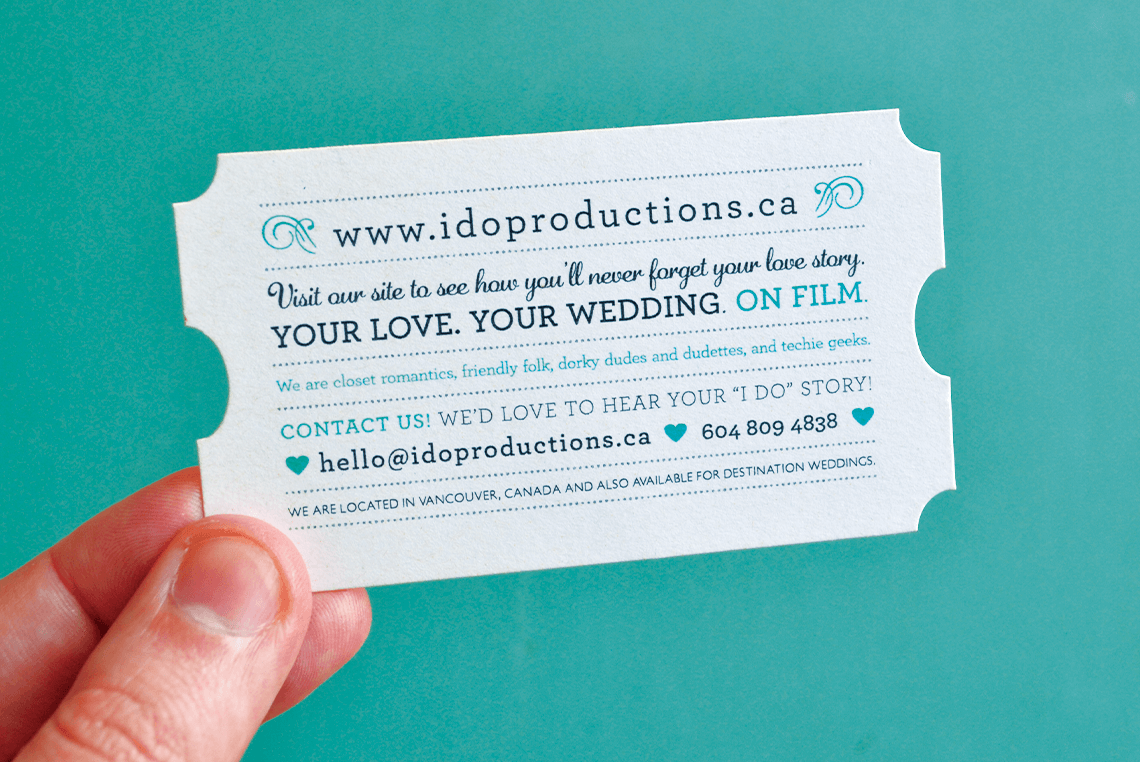 www.idoproductions.ca
Visit our site to see how you'll never forget your love story.
YOUR LOVE. YOUR WEDDING. ON FILM.
We are closet romantics, friendly folk, dorky dudes and dudettes, and techie geeks.
CONTACT US! WE'D LOVE TO HEAR YOUR "I DO" STORY!
hello@idoproductions.ca 604 809 4838
WE ARE LOCATED IN VANCOUVER, CANADA AND ALSO AVAILABLE FOR DESTINATION WEDDINGS.